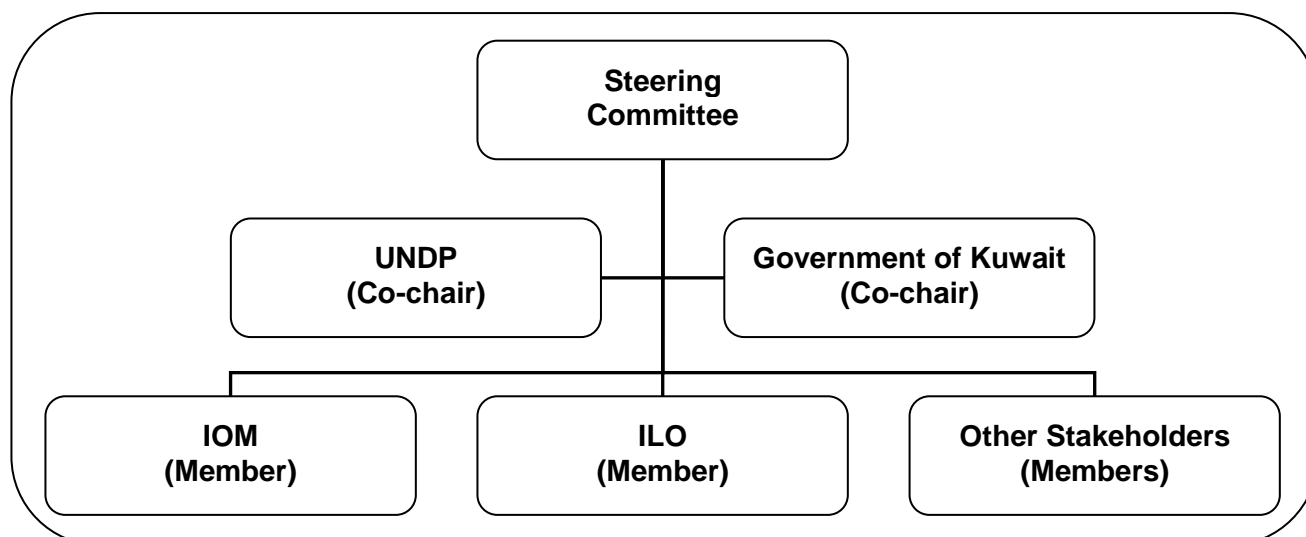 Steering
Committee
UNDP
(Co-chair)
Government of Kuwait
(Co-chair)
IOM
(Member)
ILO
(Member)
Other Stakeholders
(Members)